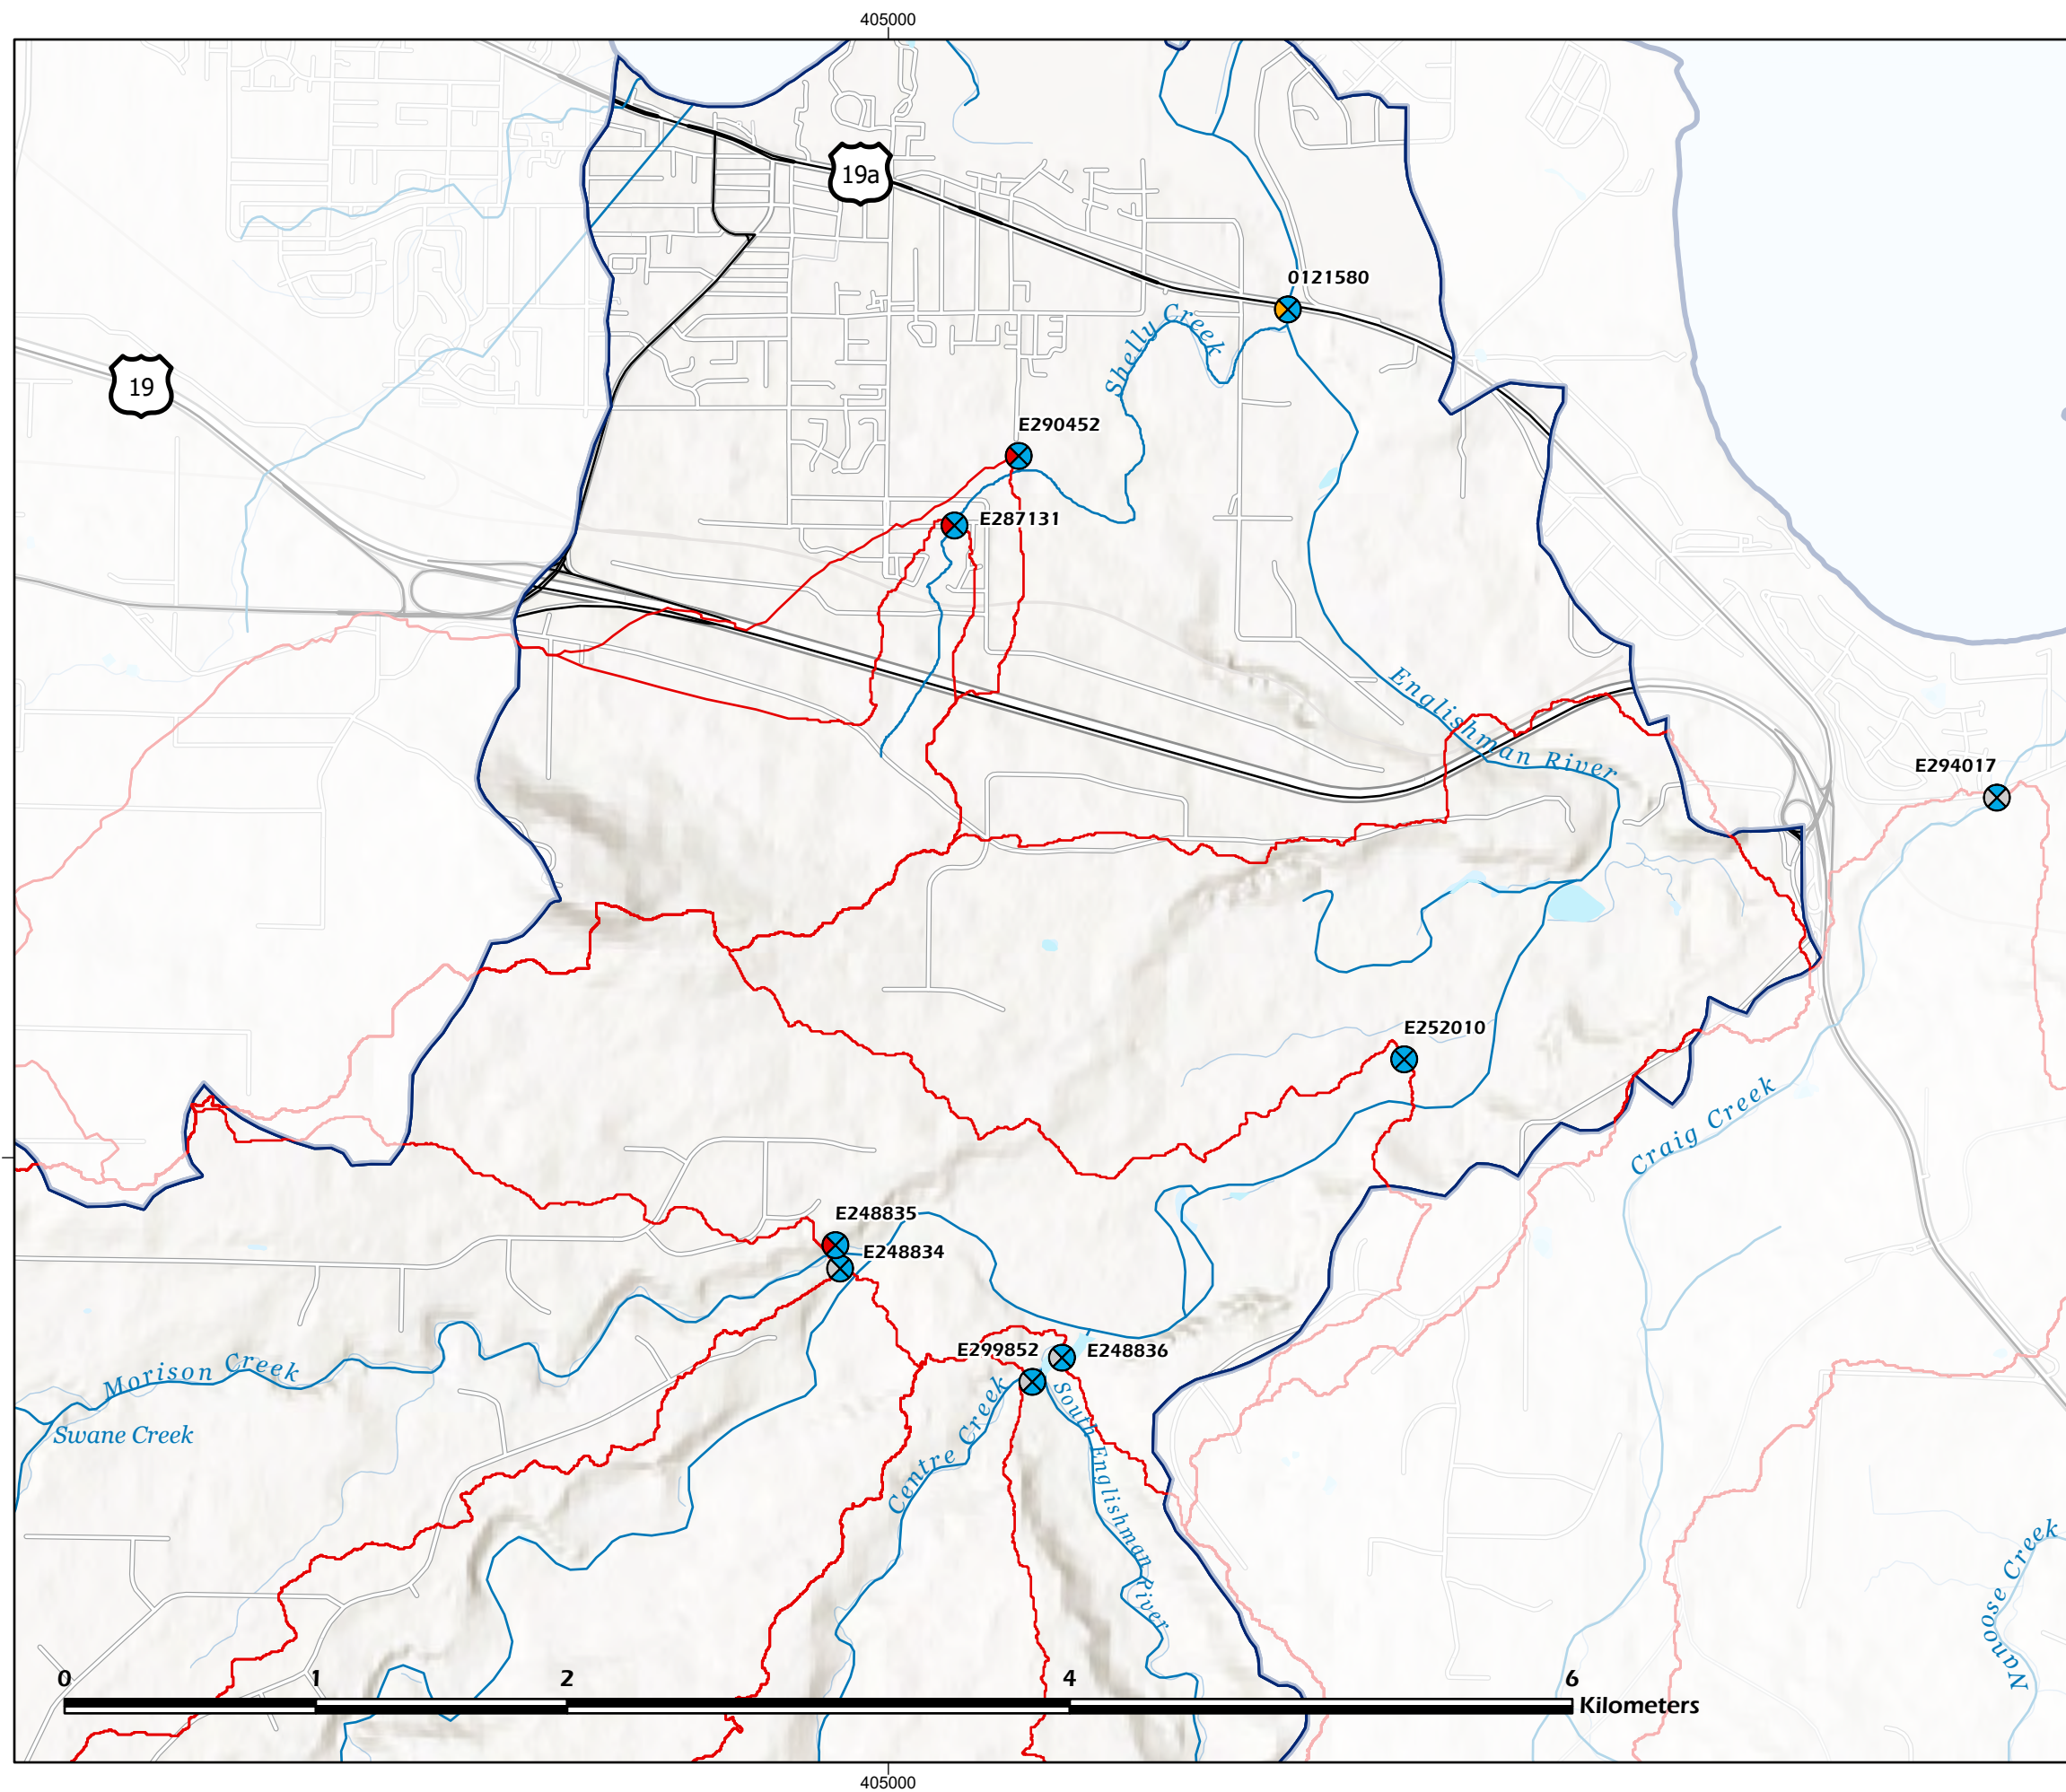 405000
19a
0121580
Shelly Creek
19
E290452
E287131
Englishman River
E294017
E252010
Craig Creek
E248835
E248834
E299852
E248836
Morison Creek
Swane Creek
Centre Creek
South Englishman River
Nanoose Creek
0 1 2 4 6
Kilometers
405000